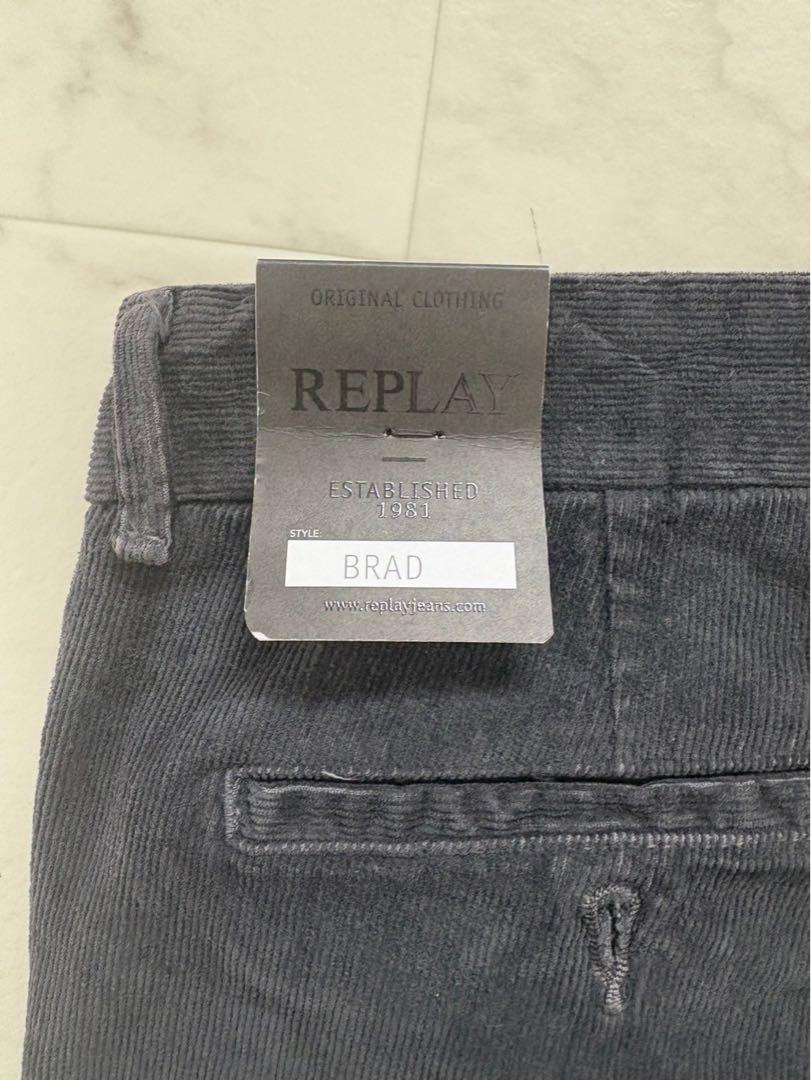 ORIGINAL CLOTHING
REPLAY
ESTABLISHED
1981
STYLE:
BRAD
www.replayjeans.com